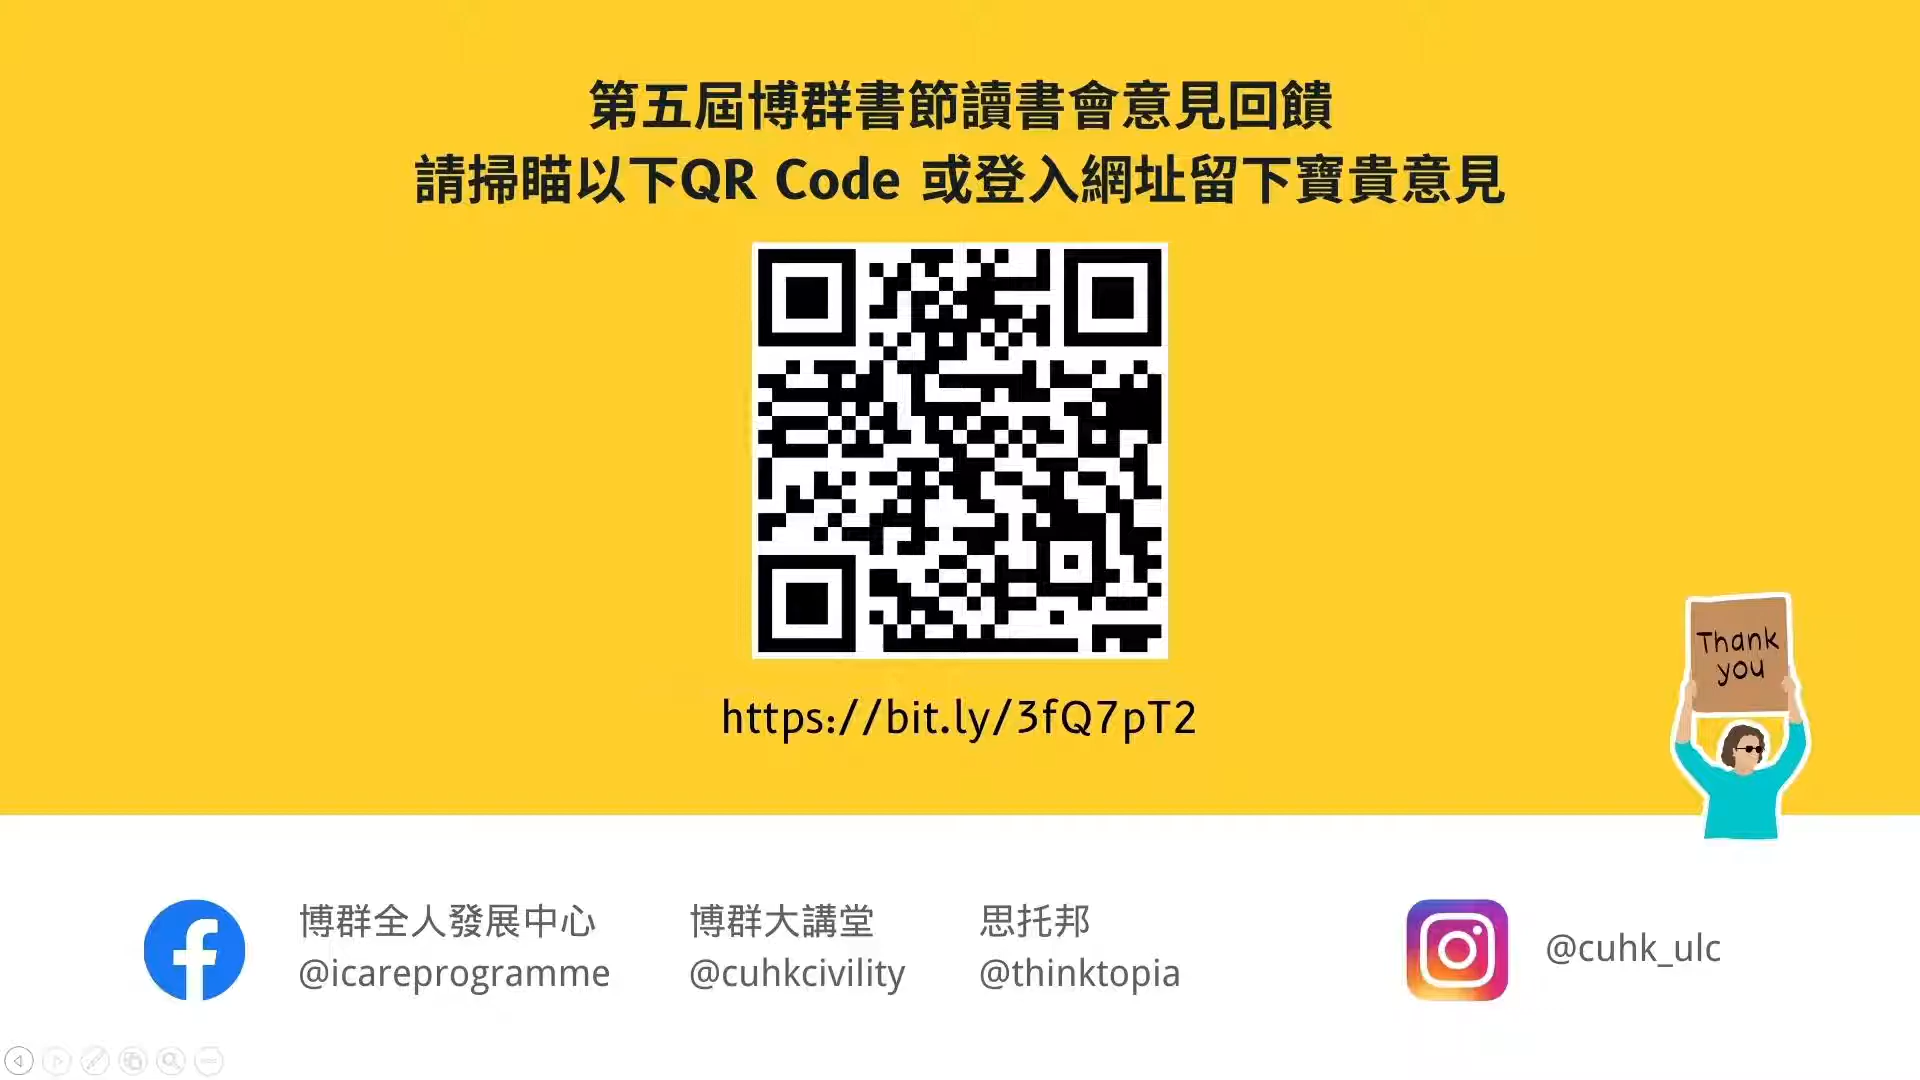 第五屆博群書節讀書會意見回饋
請掃瞄以下QR Code 或登入網址留下寶貴意見
https://bit.ly/3fQ7pT2
Thank
you
博群全人發展中心
@icareprogramme
博群大講堂
@cuhkcivility
思托邦
@thinktopia
@cuhk_ulc